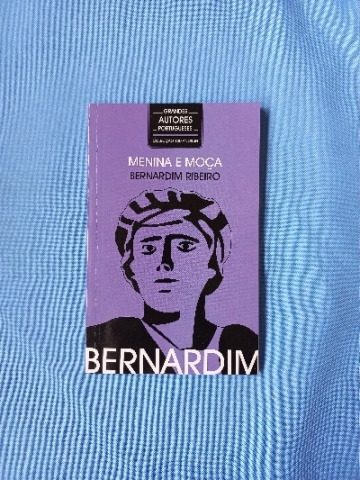 GRANDES
AUTORES
PORTUGUESES
MENINA E MOÇA
BERNARDIM RIBEIRO
BERNARDIM